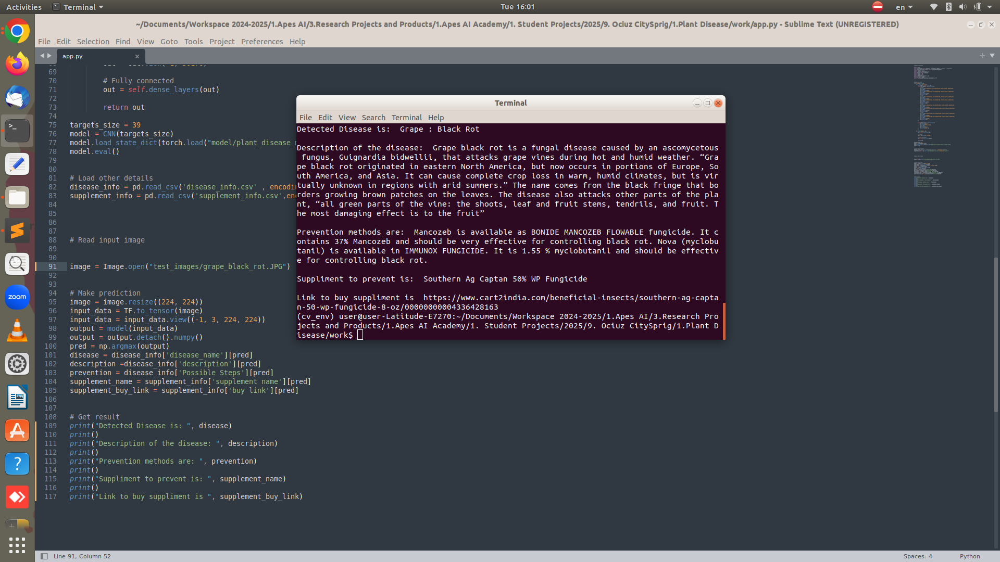 Activities
Terminal
Tue 16:01
en
~/Documents/Workspace 2024-2025/1.Apes AI/3.Research Projects and Products/1.Apes AI Academy/1. Student Projects/2025/9. Ociuz CitySprig/1.Plant Disease/work/app.py - Sublime Text (UNREGISTERED)
File Edit Selection Find View Goto Tools Project Preferences Help
app.py
69
70 # Fully connected
71 out = self.dense_layers(out)
72
73 return out
74
75 targets_size = 39
76 model = CNN(targets_size)
77 model.load_state_dict(torch.load("model/plant_disease_
78 model.eval()
79
80
81 # Load other details
82 disease_info = pd.read_csv('disease_info.csv' , encodin
83 supplement_info = pd.read_csv('supplement_info.csv',en
84
85
86
87
88 # Read input image
89
90
91 image = Image.open("test_images/grape_black_rot.JPG")
92
93
94 # Make prediction
95 image = image.resize((224, 224))
96 input_data = TF.to_tensor(image)
97 input_data = input_data.view((-1, 3, 224, 224))
98 output = model(input_data)
99 output = output.detach().numpy()
100 pred = np.argmax(output)
101 disease = disease_info['disease_name'][pred]
102 description =disease_info['description'][pred]
103 prevention = disease_info['Possible Steps'][pred]
104 supplement_name = supplement_info['supplement name'][pred]
105 supplement_buy_link = supplement_info['buy link'][pred]
106
107
108 # Get result
109 print("Detected Disease is: ", disease)
110 print()
111 print("Description of the disease: ", description)
112 print()
113 print("Prevention methods are: ", prevention)
114 print()
115 print("Suppliment to prevent is: ", supplement_name)
116 print()
117 print("Link to buy suppliment is ", supplement_buy_link)
Terminal
File Edit View Search Terminal Help
Detected Disease is:  Grape : Black Rot
Description of the disease:  Grape black rot is a fungal disease caused by an ascomycetous
 fungus, Guignardia bidwellii, that attacks grape vines during hot and humid weather. “Gra
pe black rot originated in eastern North America, but now occurs in portions of Europe, So
uth America, and Asia. It can cause complete crop loss in warm, humid climates, but is vir
tually unknown in regions with arid summers.” The name comes from the black fringe that bo
rders growing brown patches on the leaves. The disease also attacks other parts of the pla
nt, “all green parts of the vine: the shoots, leaf and fruit stems, tendrils, and fruit. T
he most damaging effect is to the fruit”
Prevention methods are:  Mancozeb is available as BONIDE MANCOZEB FLOWABLE fungicide. It c
ontains 37% Mancozeb and should be very effective for controlling black rot. Nova (myclobu
tanil) is available in IMMUNOX FUNGICIDE. It is 1.55 % myclobutanil and should be effectiv
e for controlling black rot.
Suppliment to prevent is:  Southern Ag Captan 50% WP Fungicide
Link to buy suppliment is  https://www.cart2india.com/beneficial-insects/southern-ag-capta
n-50-wp-fungicide-8-oz/00000000004336428163
(cv_env) user@user-Latitude-E7270:~/Documents/Workspace 2024-2025/1.Apes AI/3.Research Pro
jects and Products/1.Apes AI Academy/1. Student Projects/2025/9. Ociuz CitySprig/1.Plant D
isease/work$
zoom
Line 91, Column 52
Spaces: 4
Python